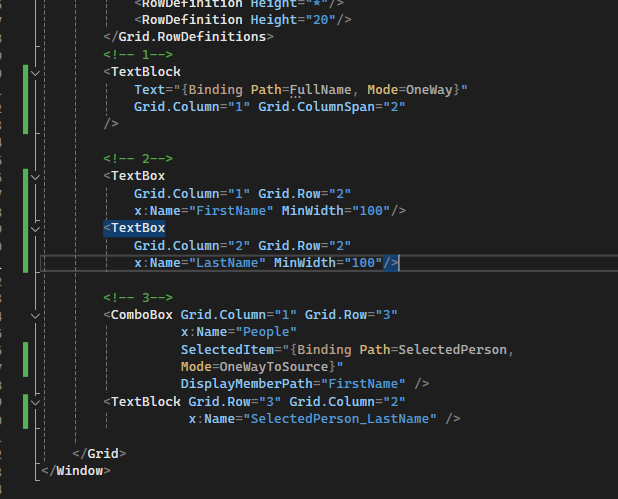 <RowDefinition Height="*"/>
<RowDefinition Height="20"/>
</Grid.RowDefinitions>
<!-- 1-->
<TextBlock
Text="{Binding Path=FullName, Mode=OneWay}"
Grid.Column="1" Grid.ColumnSpan="2"
/>
<!-- 2-->
<TextBox
Grid.Column="1" Grid.Row="2"
x:Name="FirstName" MinWidth="100"/>
<TextBox
Grid.Column="2" Grid.Row="2"
x:Name="LastName" MinWidth="100"/>
<!-- 3-->
<ComboBox Grid.Column="1" Grid.Row="3"
x:Name="People"
SelectedItem="{Binding Path=SelectedPerson,
Mode=OneWayToSource}"
DisplayMemberPath="FirstName" />
<TextBlock Grid.Row="3" Grid.Column="2"
x:Name="SelectedPerson_LastName" />
</Grid>
</Window>